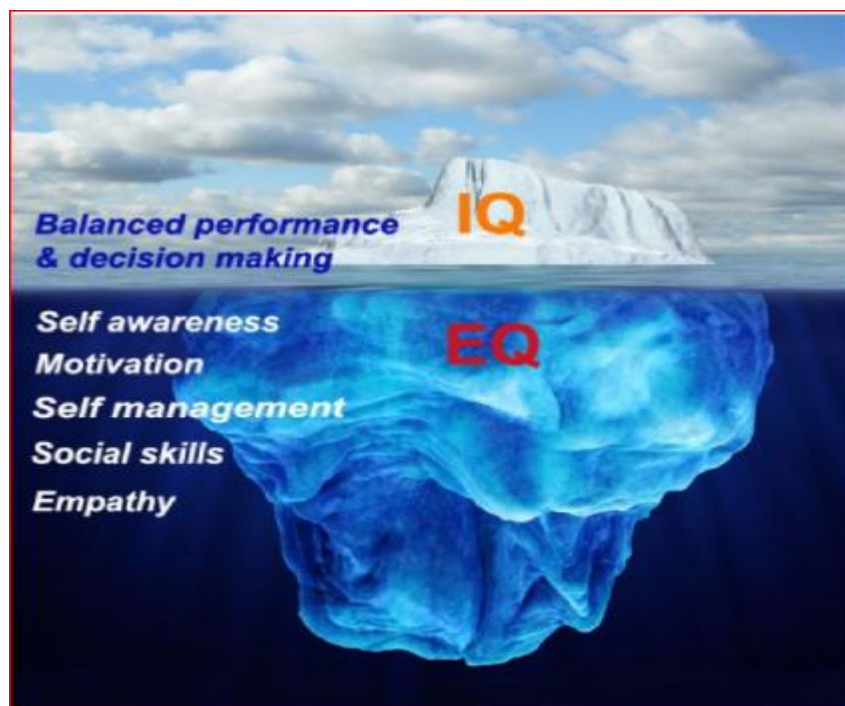 IQ
Balanced performance
& decision making
Self awareness
EQ
Motivation
Self management
Social skills
Empathy